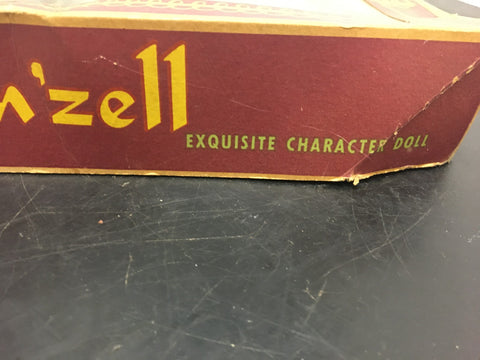 n'zell
EXQUISITE CHARACTER DOLL